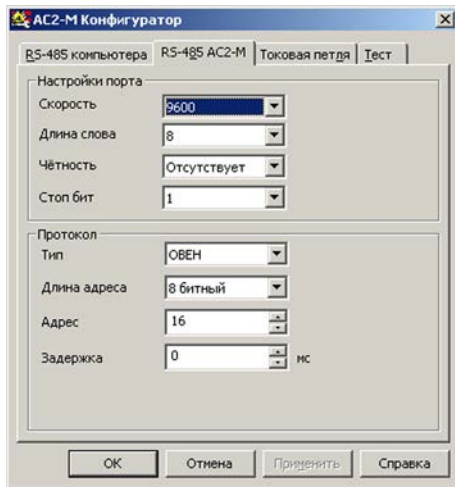 АС2-М Конфигуратор
RS-485 компьютера
RS-485 АС2-М
Токовая петля
Тест
Настройки порта
Скорость
9600
Длина слова
8
Чётность
Отсутствует
Стоп бит
1
Протокол
Тип
ОВЕН
Длина адреса
8 битный
Адрес
16
Задержка
0
мс
ОК
Отмена
Применить
Справка